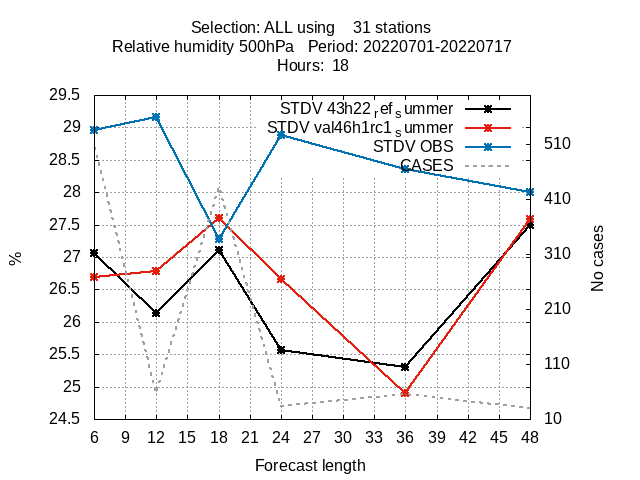 Selection: ALL using    31 stations
Relative humidity 500hPa   Period: 20220701-20220717
Hours:  18
STDV 43h22_ref_summer
STDV val46h1rc1_summer
STDV OBS
CASES
29.5
29
28.5
28
27.5
27
26.5
26
25.5
25
24.5
%
510
410
310
210
110
10
No cases
6 9 12 15 18 21 24 27 30 33 36 39 42 45 48
Forecast length